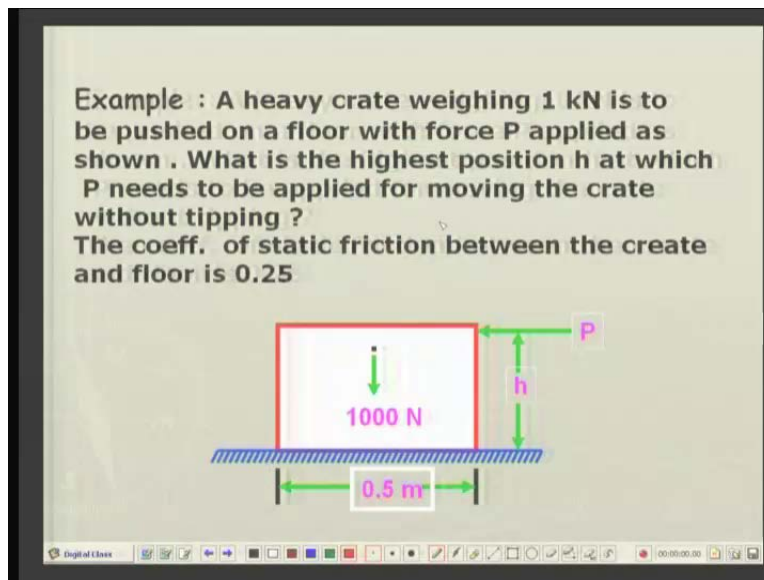 Example : A heavy crate weighing 1 kN is to
be pushed on a floor with force P applied as
shown . What is the highest position h at which
P needs to be applied for moving the crate
without tipping ?
The coeff. of static friction between the create
and floor is 0.25
P
h
1000 N
0.5 m
Digital Class
00:00:00.00